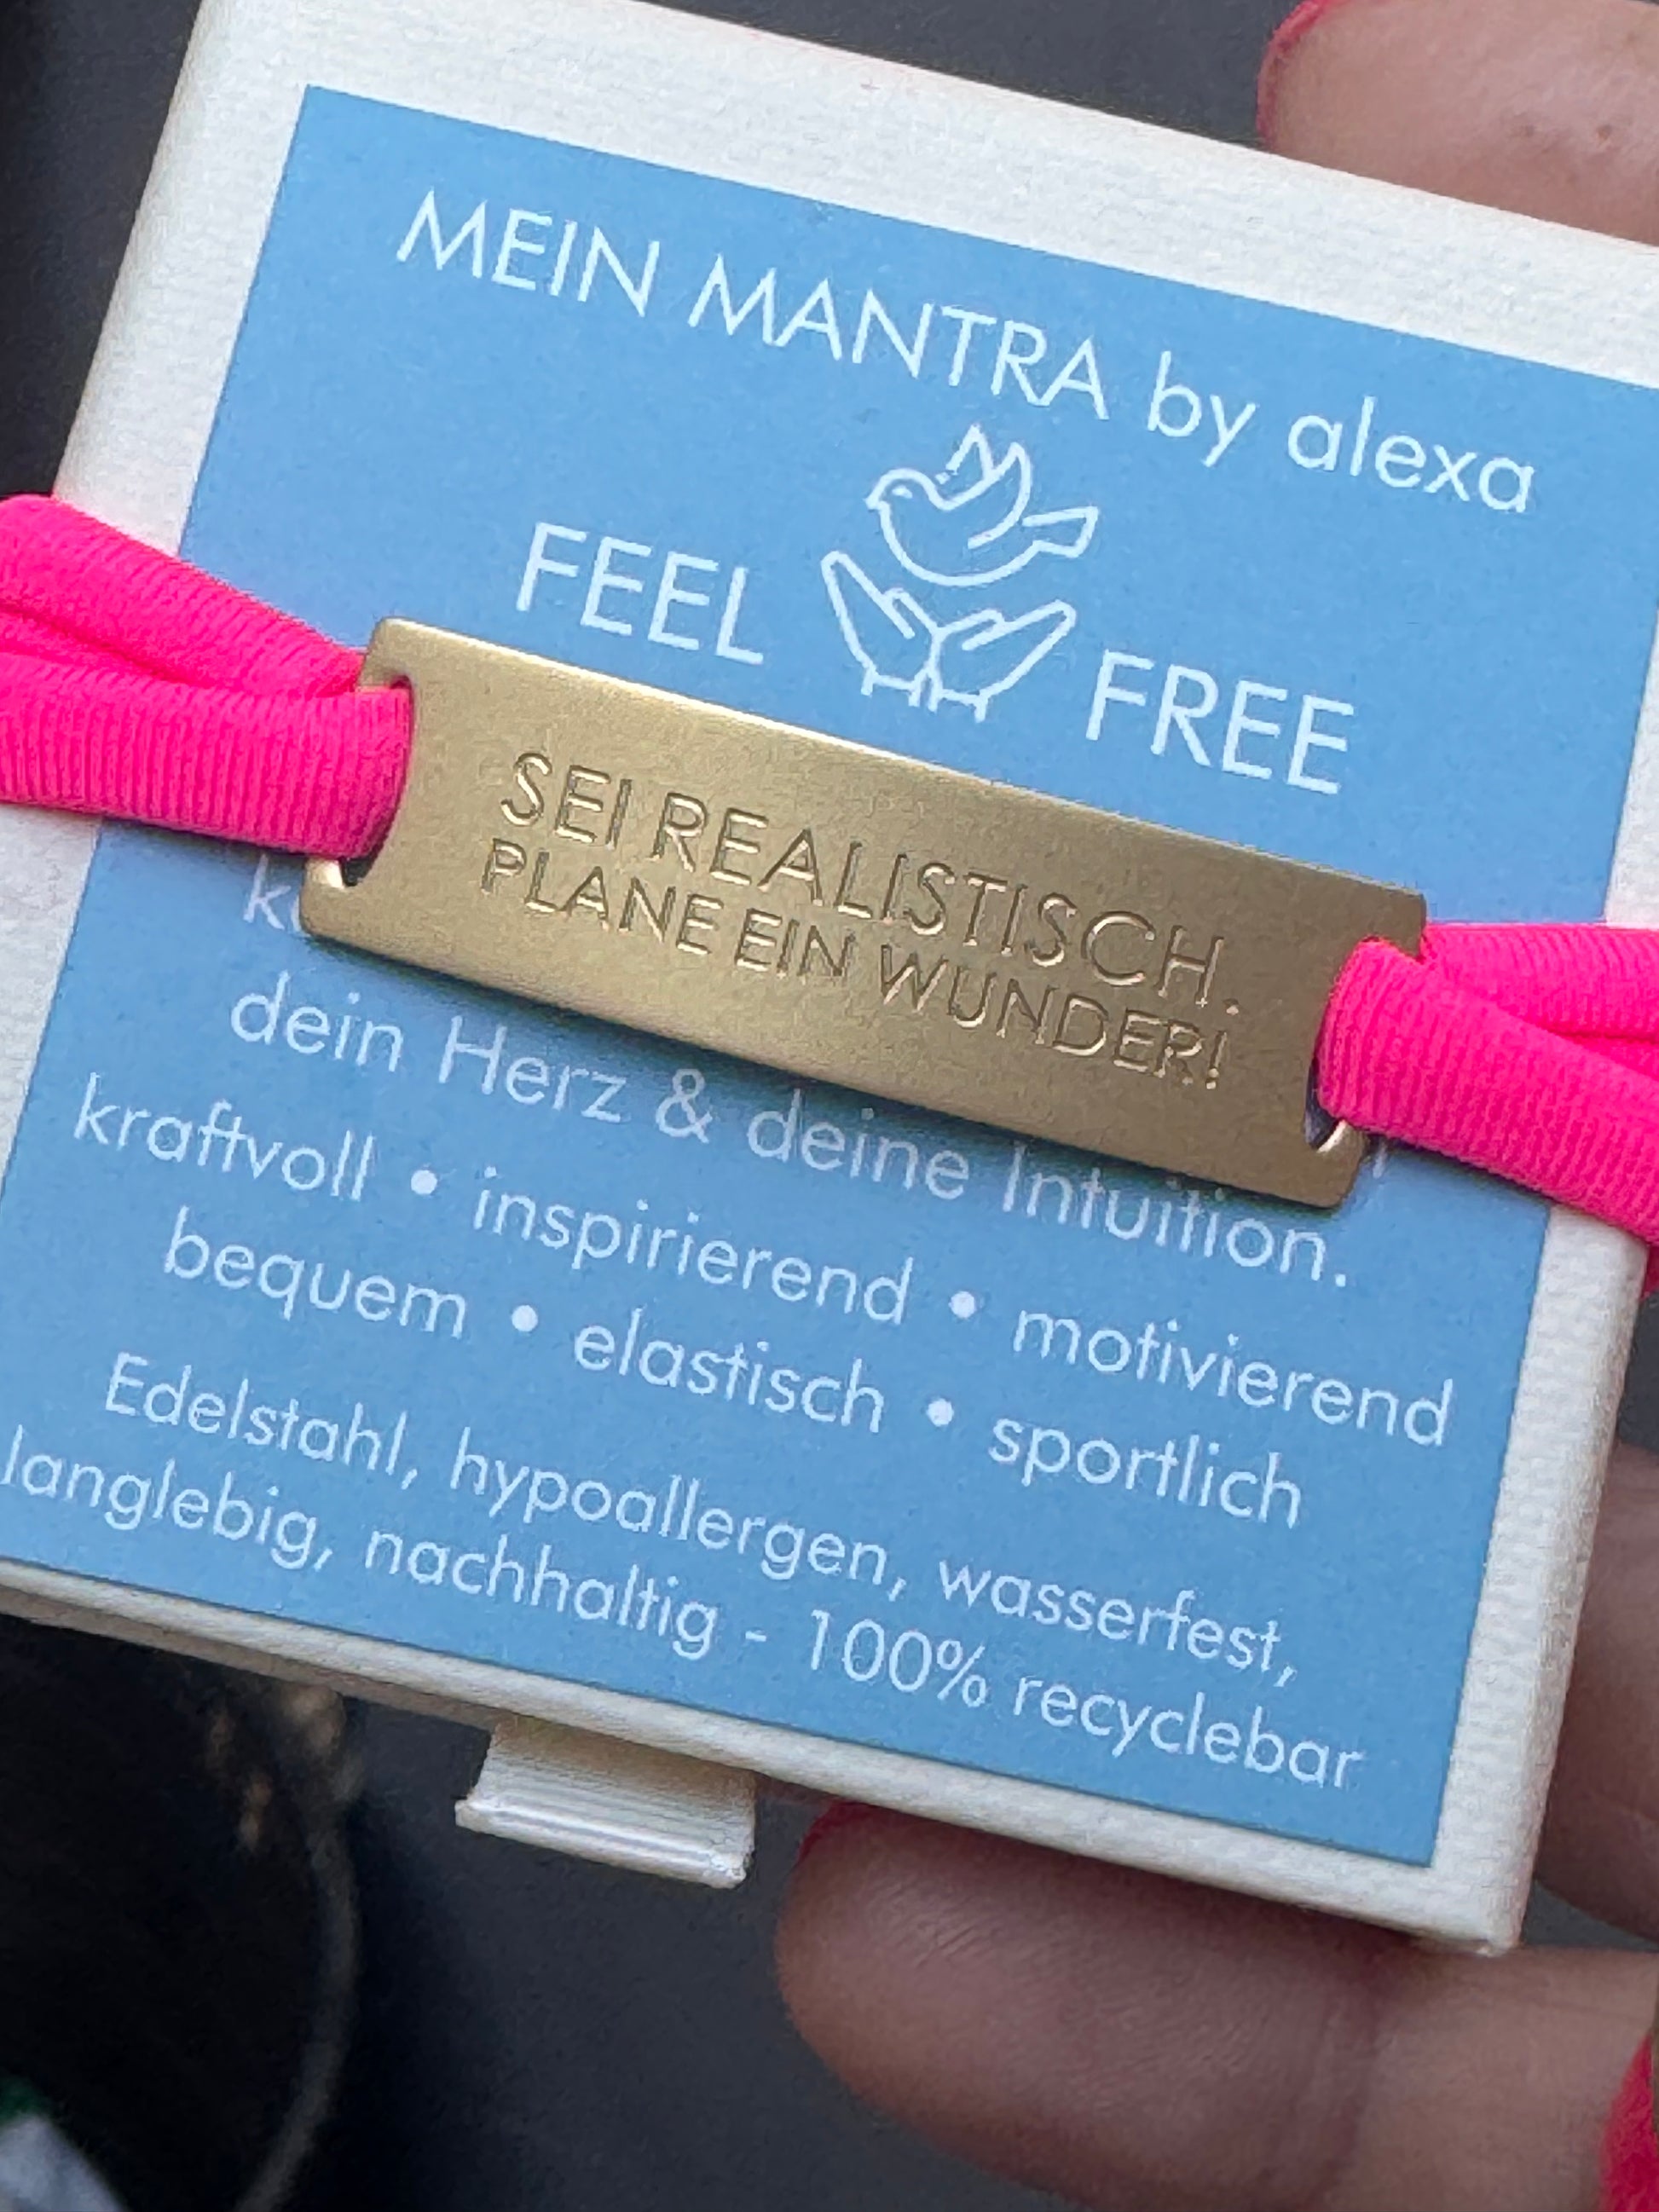 MEIN MANTRA by alexa
FEEL FREE
SEI REALISTISCH.
PLANE EIN WUNDER!
dein Herz & deine Intuition.
kraftvoll • inspirierend • motivierend
bequem • elastisch • sportlich
Edelstahl, hypoallergen, wasserfest,
langlebig, nachhaltig - 100% recyclebar